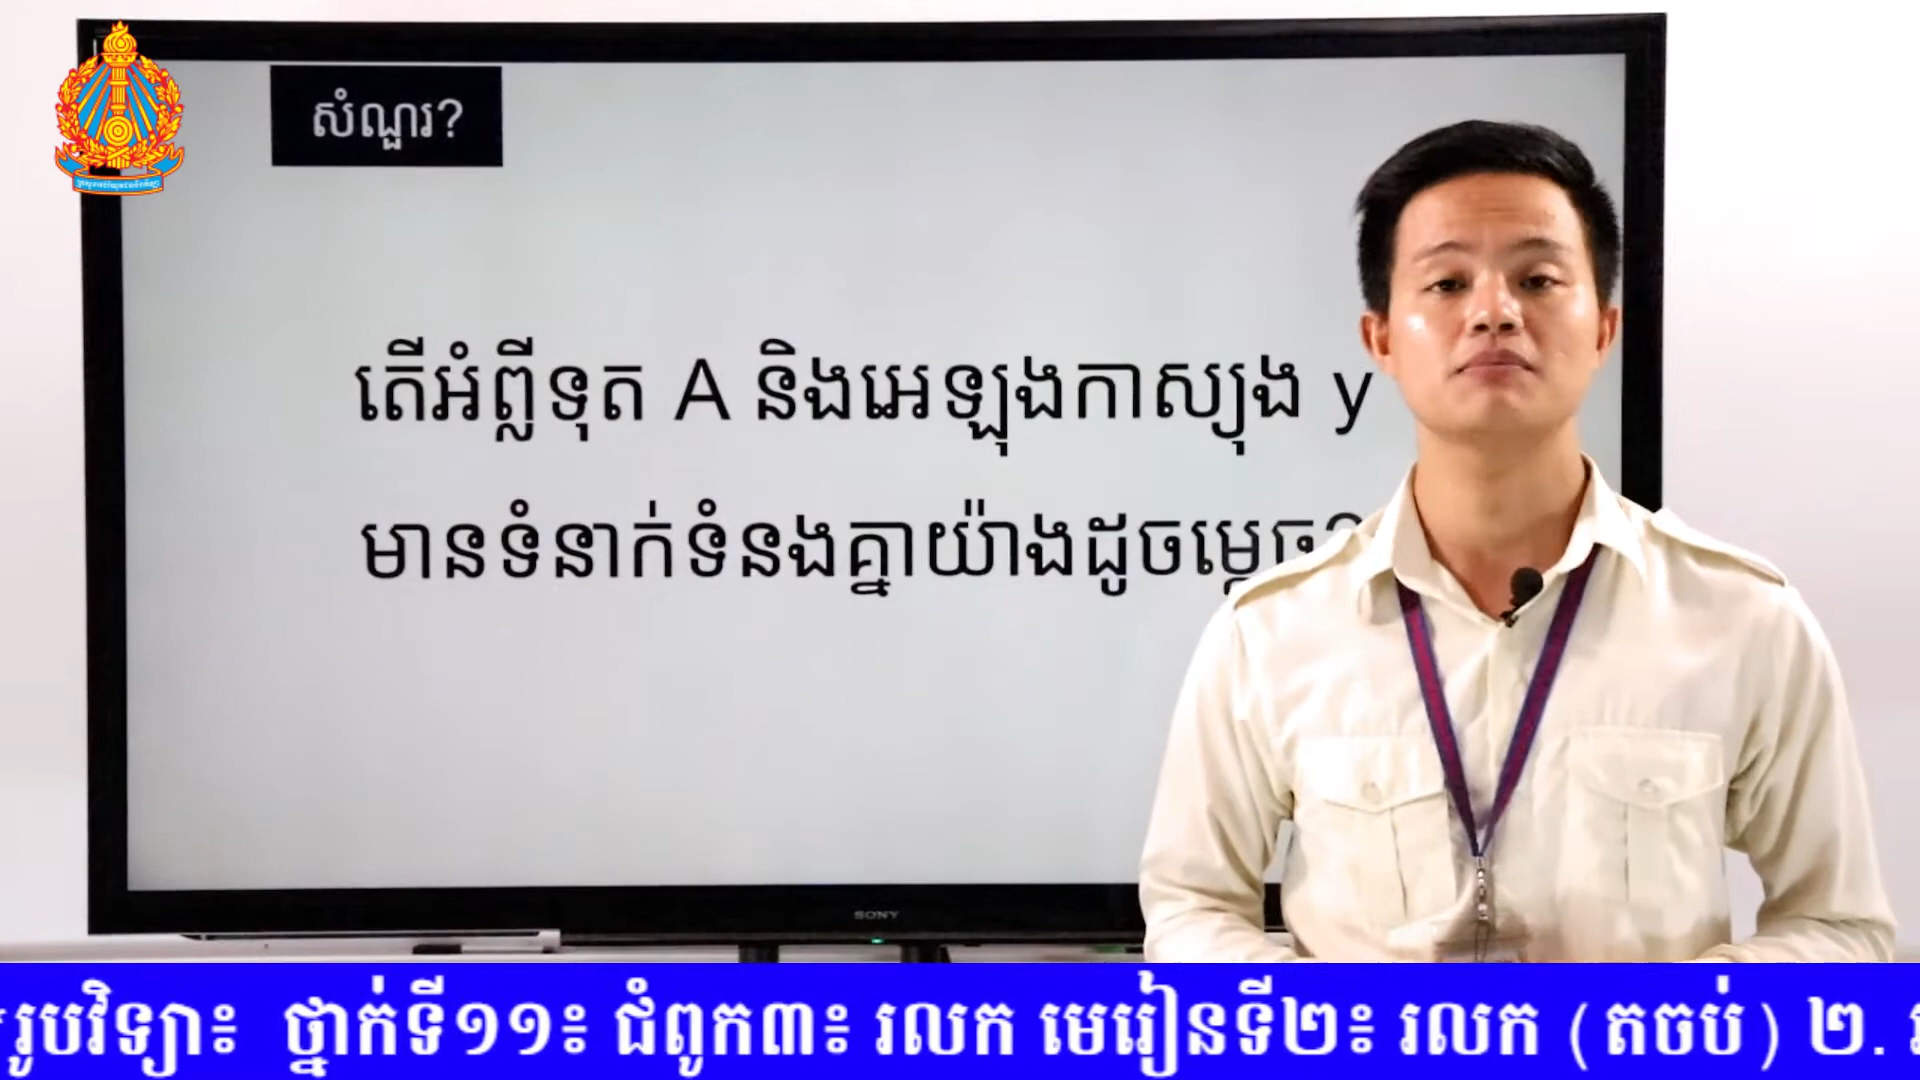 សំណួរ?
តើអំព្លីទុត A និងអេឡុងកាស្យុង y
មានទំនាក់ទំនងគ្នាយ៉ាងដូចម្តេច?
SONY
រូបវិទ្យា៖ ថ្នាក់ទី១១៖ ជំពូក៣៖ រលក មេរៀនទី២៖ រលក (តចប់) ២.